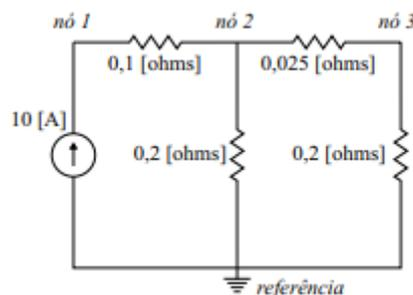 nó 1
nó 2
nó 3
0,1 [ohms]
0,025 [ohms]
10 [A]
0,2 [ohms]
0,2 [ohms]
referência